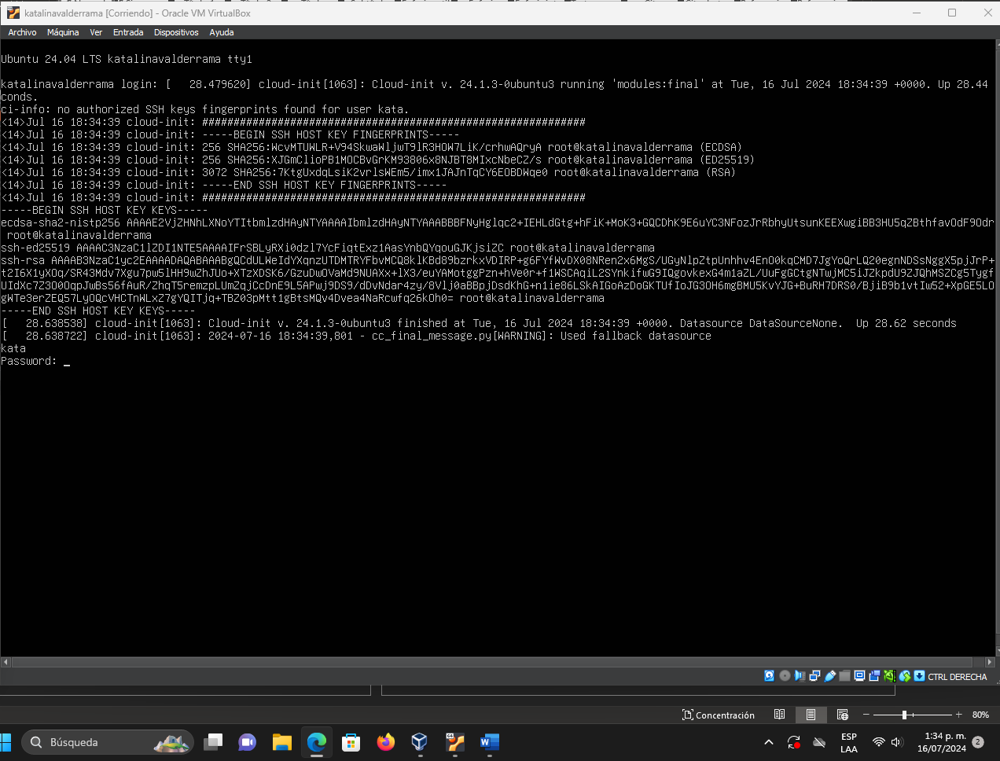 katalinavalderrama [Corriendo] - Oracle VM VirtualBox
Archivo Máquina Ver Entrada Dispositivos Ayuda
Ubuntu 24.04 LTS katalinavalderrama tty1
katalinavalderrama login: [   28.479620] cloud-init[1063]: Cloud-init v. 24.1.3-0ubuntu3 running 'modules:final' at Tue, 16 Jul 2024 18:34:39 +0000. Up 28.44
conds.
ci-info: no authorized SSH keys fingerprints found for user kata.
<14>Jul 16 18:34:39 cloud-init: #############################################################
<14>Jul 16 18:34:39 cloud-init: -----BEGIN SSH HOST KEY FINGERPRINTS-----
<14>Jul 16 18:34:39 cloud-init: 256 SHA256:WcvMTUWLR+V94SkwaWljwT9lR3HOW7LiK/crhwAQryA root@katalinavalderrama (ECDSA)
<14>Jul 16 18:34:39 cloud-init: 256 SHA256:XJGmClioPB1MOCBvGrKM93806x8NJBT8MIxcNbeCZ/s root@katalinavalderrama (ED25519)
<14>Jul 16 18:34:39 cloud-init: 3072 SHA256:7KtgUxdqLsiK2vrlsWEm5/imx1JAJnTqCY6EOBDWqe0 root@katalinavalderrama (RSA)
<14>Jul 16 18:34:39 cloud-init: -----END SSH HOST KEY FINGERPRINTS-----
<14>Jul 16 18:34:39 cloud-init: #############################################################
-----BEGIN SSH HOST KEY KEYS-----
ecdsa-sha2-nistp256 AAAAE2VjZHNhLXNoYTItbmlzdHAyNTYAAAAIbmlzdHAyNTYAAABBBFNyHglqc2+IEHLdGtg+hFiK+MoK3+GQCDhK9E6uYC3NFozJrRbhyUtsunKEEXwgiBB3HU5qZBthfavOdF9Odr
root@katalinavalderrama
ssh-ed25519 AAAAC3NzaC1lZDI1NTE5AAAAIFrSBLyRXi0dzl7YcFiqtExz1AasYnbQYqouGJKjsiZC root@katalinavalderrama
ssh-rsa AAAAB3NzaC1yc2EAAAADAQABAAABgQCdULWeIdYXqnzUTDMTRYFbvMCQ8klKBd89bzrkxVDIRP+g6FYfWvDX08NRen2x6MgS/UGyNlpZtpUnhhv4EnO0kqCMD7JgYoQrLQ20egnNDSsNggX5pjJrP+
t2I6X1yXOq/SR43Mdv7Xgu7pw5lHH9wZhJUo+XTzXDSK6/GzuDwOVaMd9NUAXx+lX3/euYAMotggPzn+hVe0r+f1WSCAqiL2SYnkifwG9IQgovkexG4m1aZL/UuFgGCtgNTwjMC5iJZkpdU9ZJQhMSZCg5Tygf
UIdXc7Z3O0OqpJwBs56fAuR/ZhqT5remzpLUmZqjCcDnE9L5APwj9DS9/dDvNdar4zy/8Vlj0aBBpjDsdKhG+n1ie86LSkAIGoAzDoGKTUfIoJG3OH6mgBMU5KvYJG+BuRH7DRS0/BjiB9b1vtIw52+XpGE5LO
gWTe3erZEQ57LyOQcVHCTnWLxZ7gYQITjq+TBZ03pMtt1gBtsMQv4Dvea4NaRcwfq26kOh0= root@katalinavalderrama
-----END SSH HOST KEY KEYS-----
[   28.638538] cloud-init[1063]: Cloud-init v. 24.1.3-0ubuntu3 finished at Tue, 16 Jul 2024 18:34:39 +0000. Datasource DataSourceNone.  Up 28.62 seconds
[   28.638722] cloud-init[1063]: 2024-07-16 18:34:39,801 - cc_final_message.py[WARNING]: Used fallback datasource
kata
Password: _
CTRL DERECHA
Concentración 80%
Búsqueda
ESP
LAA
1:34 p. m.
16/07/2024
2